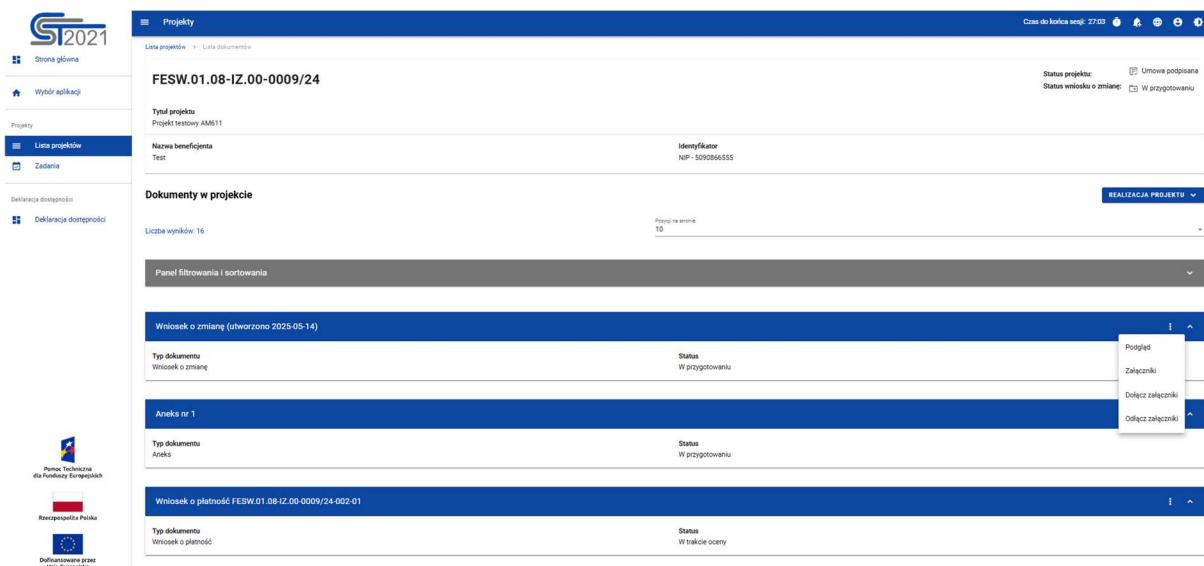 CST2021
Strona główna
Wybór aplikacji
Projekty
Lista projektów
Zadania
Deklaracja dostępności
Deklaracja dostępności
Pomoc Techniczna
dla Funduszy Europejskich
Rzeczpospolita Polska
Dofinansowane przez
Projekty
Czas do końca sesji: 27:03
Lista projektów > Lista dokumentów
FESW.01.08-IZ.00-0009/24
Status projektu: Umowa podpisana
Status wniosku o zmianę: W przygotowaniu
Tytuł projektu
Projekt testowy AM611
Nazwa beneficjenta Identyfikator
Test NIP - 5090866555
Dokumenty w projekcie
REALIZACJA PROJEKTU
Liczba wyników: 16
Pozycji na stronie:
10
Panel filtrowania i sortowania
Wniosek o zmianę (utworzono 2025-05-14)
Typ dokumentu Status
Wniosek o zmianę W przygotowaniu
Podgląd
Załączniki
Dołącz załączniki
Odłącz załączniki
Aneks nr 1
Typ dokumentu Status
Aneks W przygotowaniu
Wniosek o płatność FESW.01.08-IZ.00-0009/24-002-01
Typ dokumentu Status
Wniosek o płatność W trakcie oceny